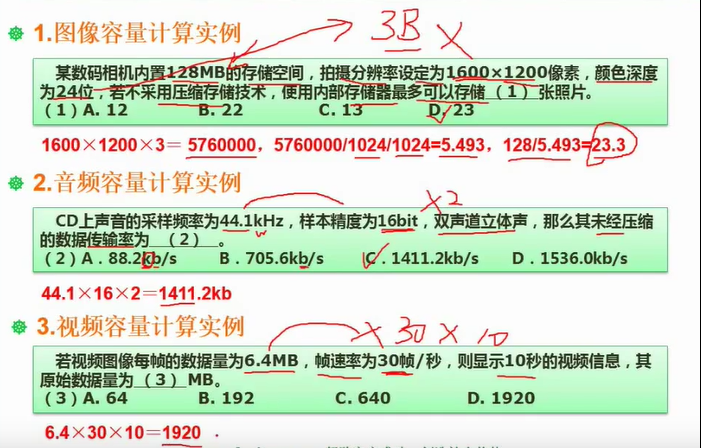 3B ×
1.图像容量计算实例
某数码相机内置128MB的存储空间，拍摄分辨率设定为1600×1200像素，颜色深度
为24位，若不采用压缩存储技术，使用内部存储器最多可以存储（1）张照片。
（1）A. 12 B. 22 C. 13 D. 23
1600×1200×3＝ 5760000，5760000/1024/1024=5.493，128/5.493=23.3
2.音频容量计算实例
×2
CD上声音的采样频率为44.1kHz，样本精度为16bit，双声道立体声，那么其未经压缩
的数据传输率为 （2） 。
（2）A．88.2kb/s B．705.6kb/s C．1411.2kb/s D．1536.0kb/s
44.1×16×2＝1411.2kb
3.视频容量计算实例
× 30 × 10
若视频图像每帧的数据量为6.4MB，帧速率为30帧/秒，则显示10秒的视频信息，其
原始数据量为（3）MB。
（3）A. 64 B. 192 C. 640 D. 1920
6.4×30×10＝1920